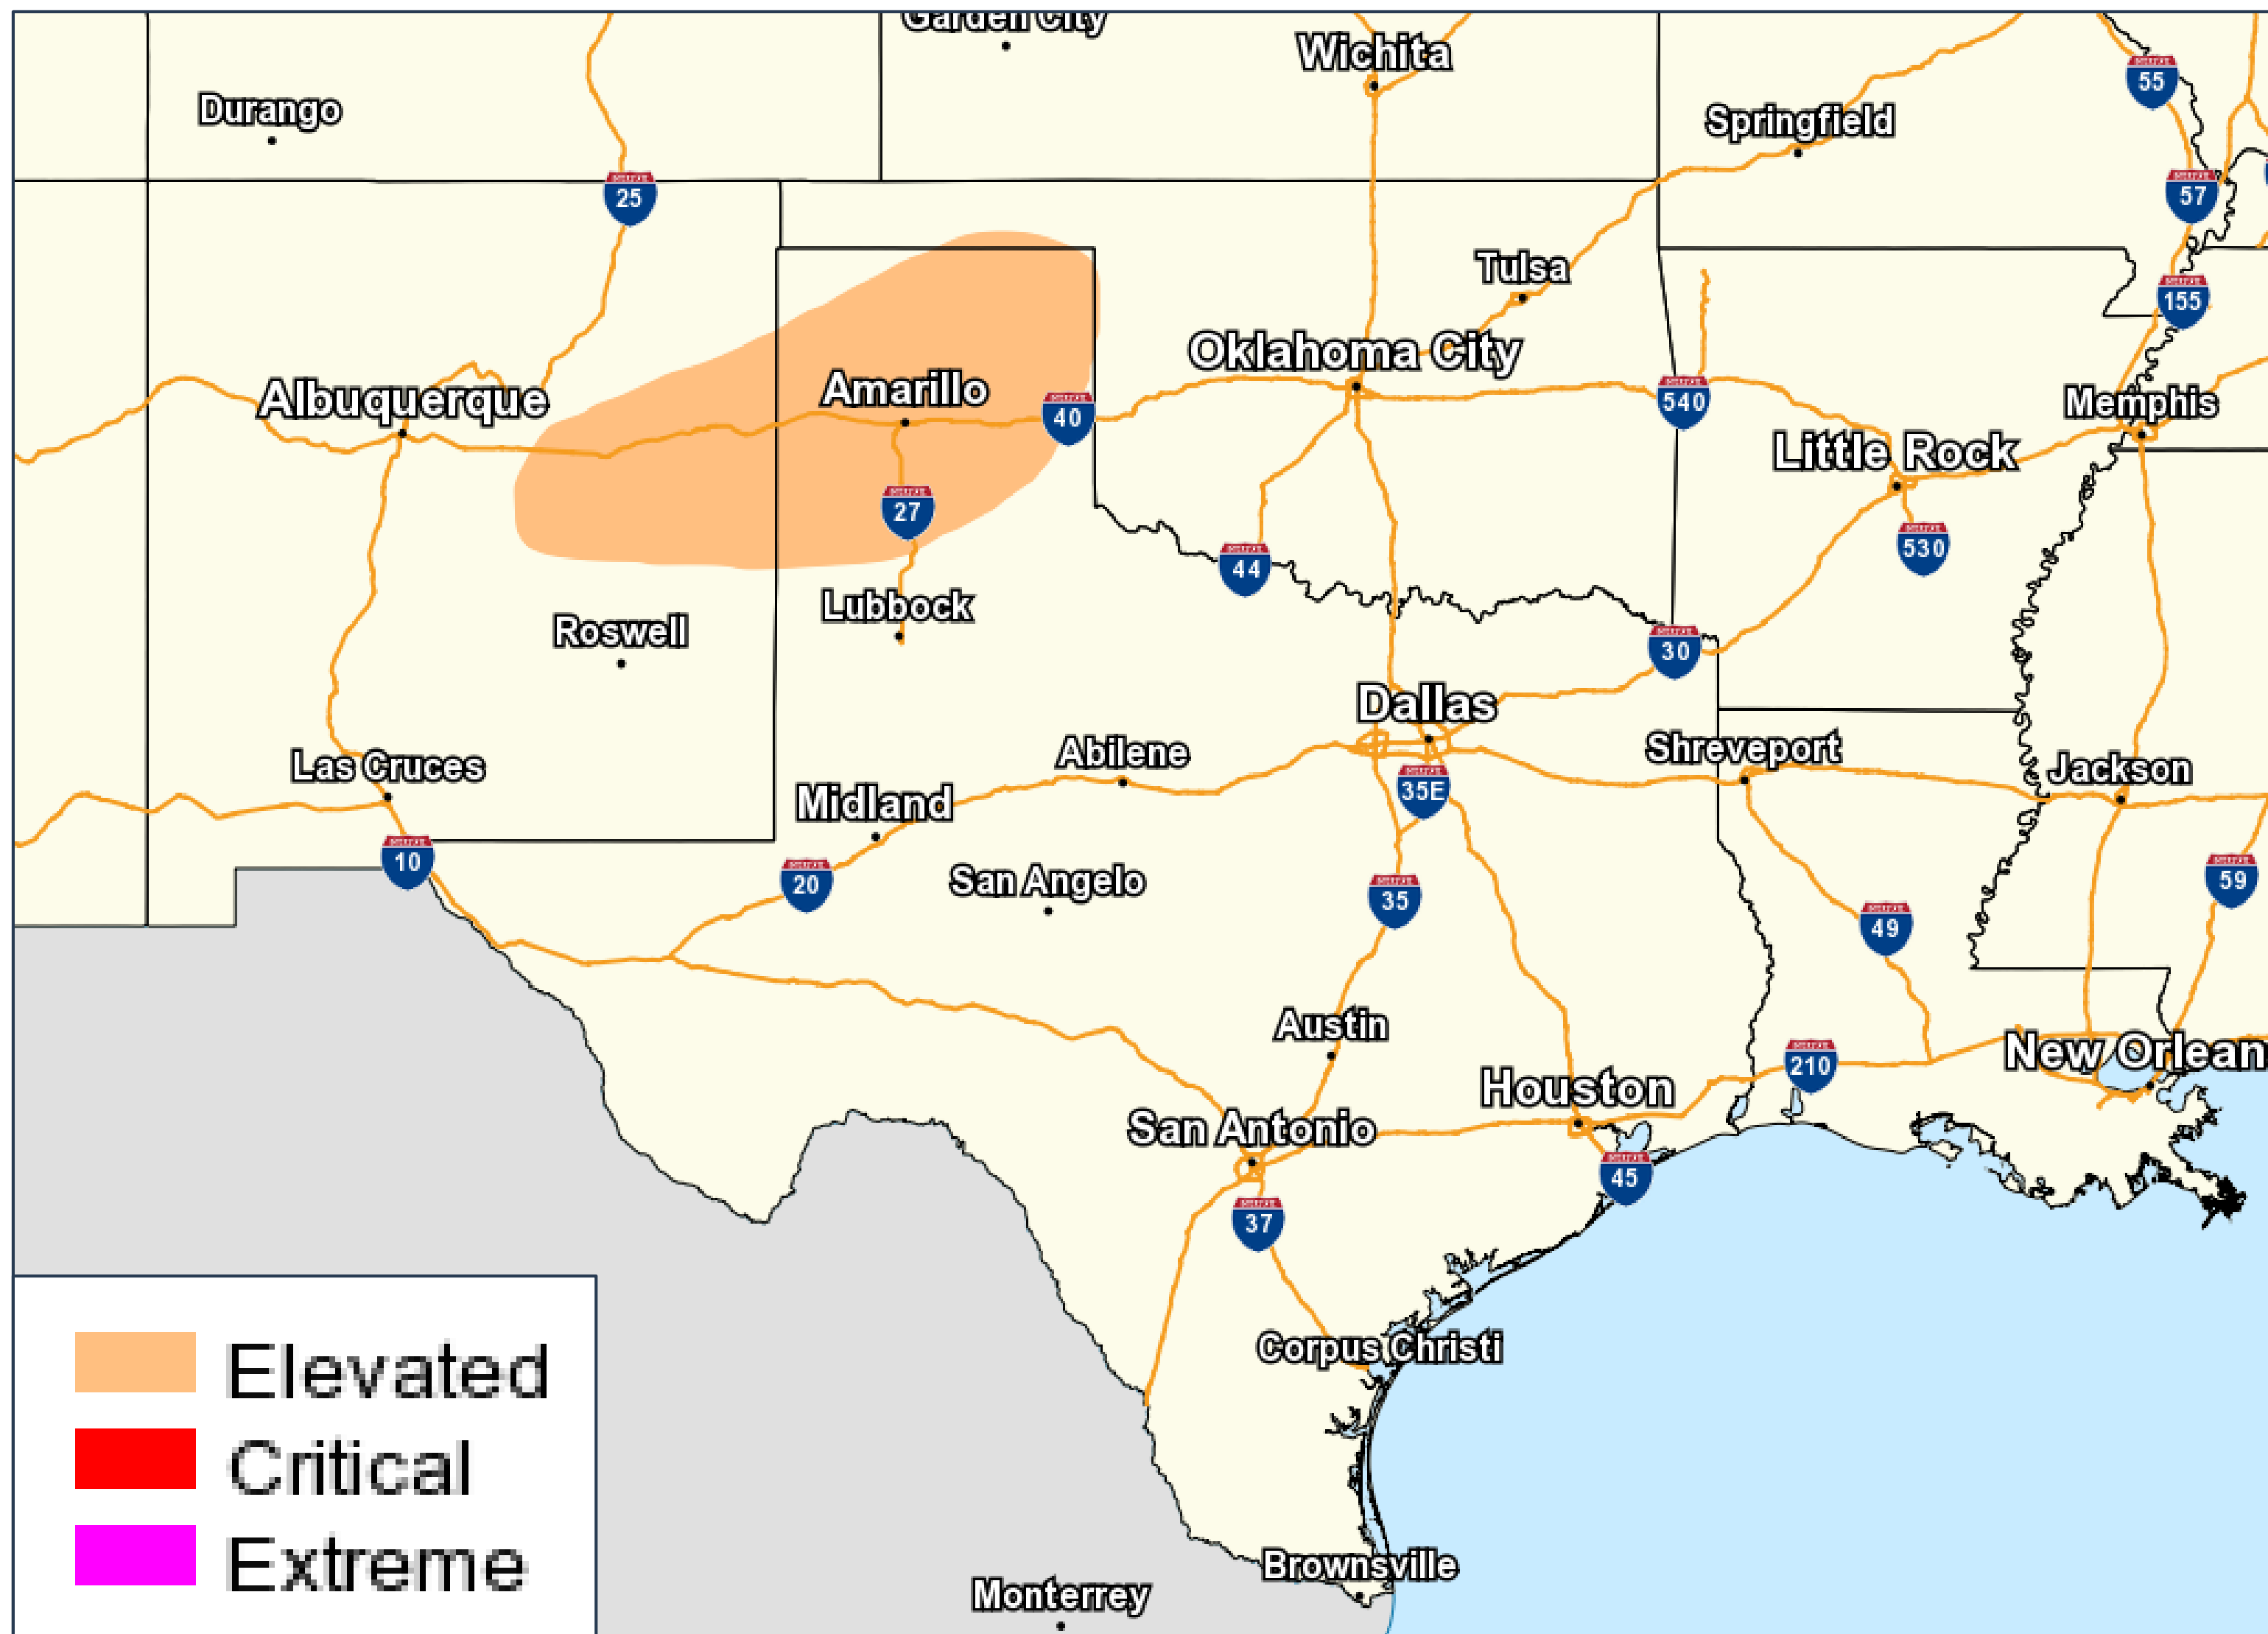 Garden City
Wichita
55
Durango
Springfield
25
57
Tulsa
155
Oklahoma City
Albuquerque
Amarillo
40
540
Memphis
Little Rock
27
530
44
Lubbock
Roswell
30
Dallas
Abilene
Shreveport
Las Cruces
Jackson
Midland
35E
10
20
San Angelo
35
59
49
Austin
New Orlean
210
Houston
San Antonio
45
37
Corpus Christi
Elevated
Critical
Extreme
Brownsville
Monterrey